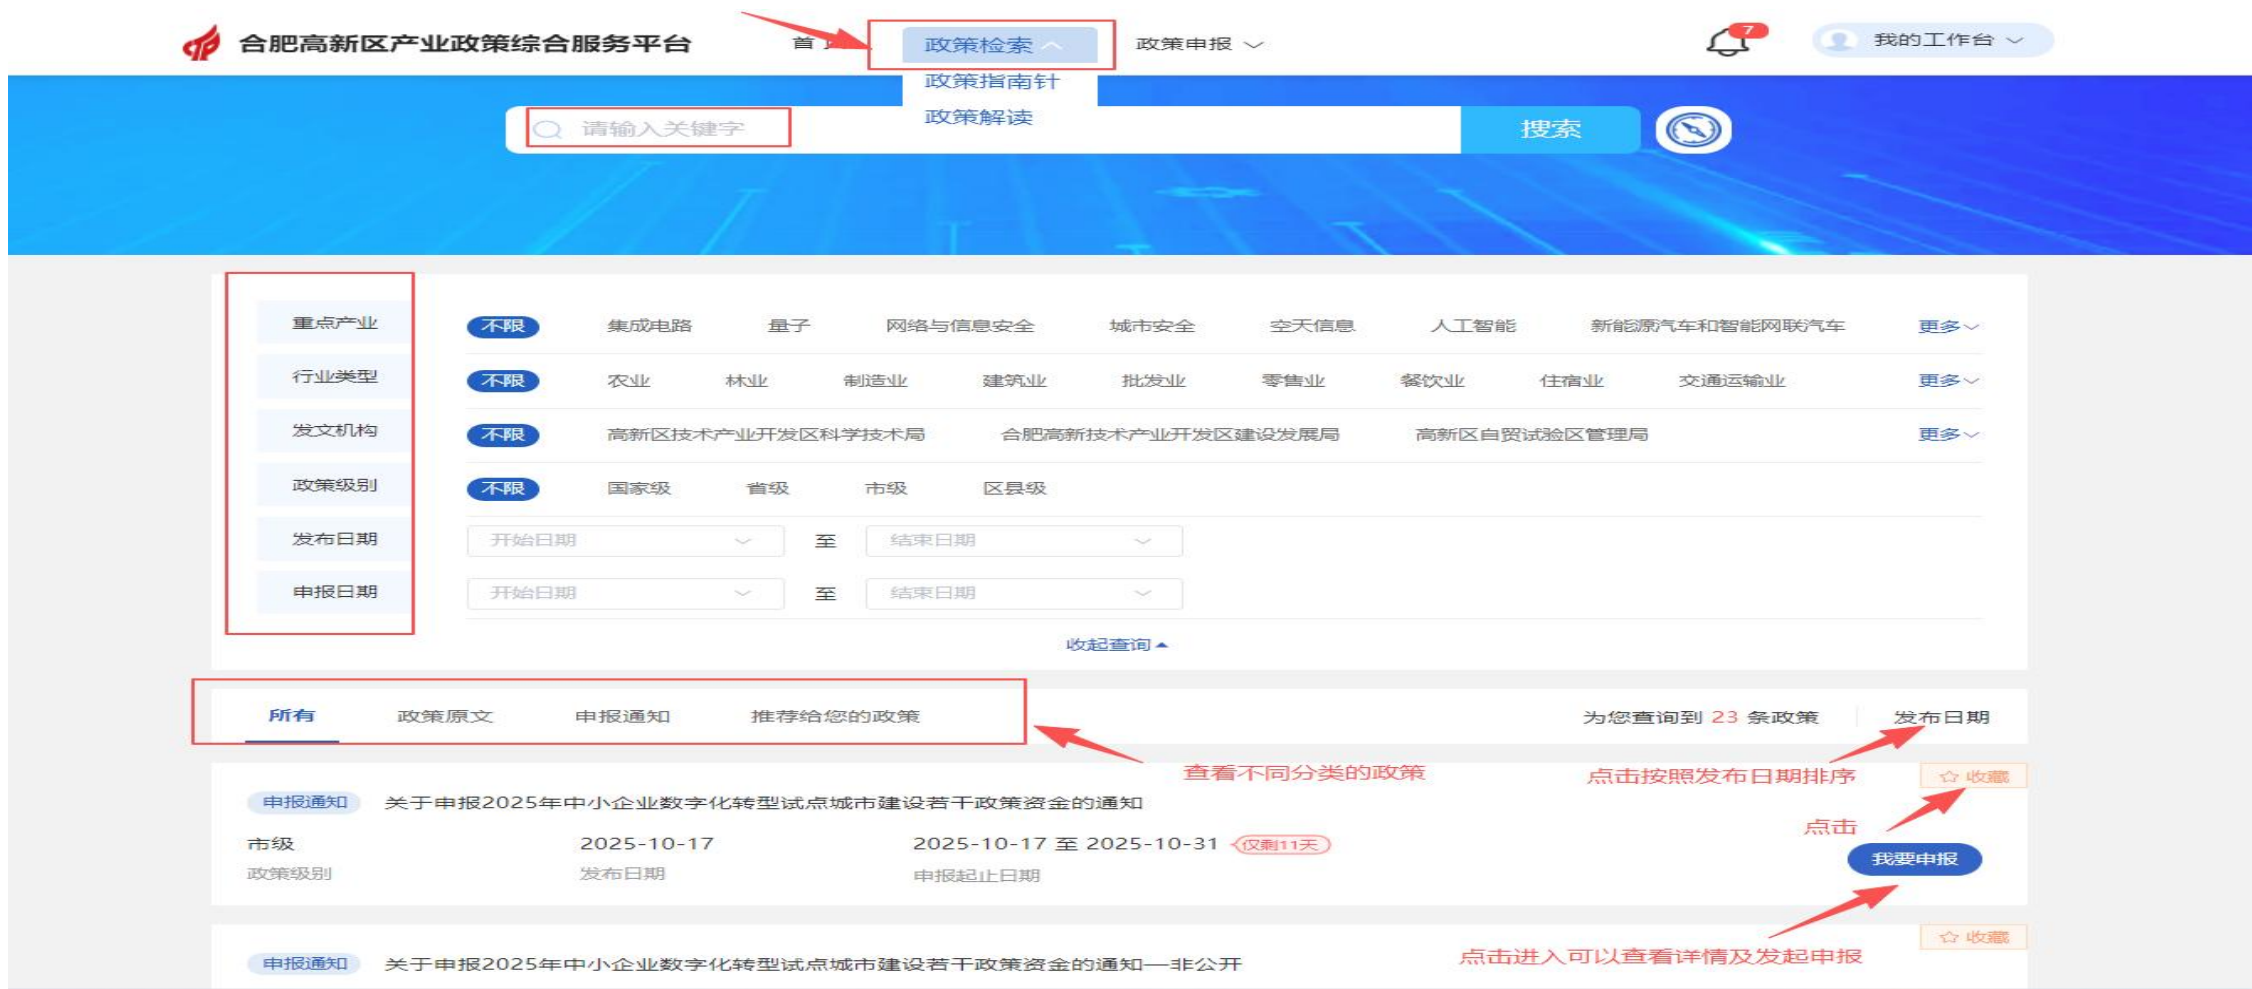 合肥高新区产业政策综合服务平台 首 政策检索 政策申报 7 我的工作台
政策指南针
政策解读
请输入关键字 搜索
重点产业 不限 集成电路 量子 网络与信息安全 城市安全 空天信息 人工智能 新能源汽车和智能网联汽车 更多
行业类型 不限 农业 林业 制造业 建筑业 批发业 零售业 餐饮业 住宿业 交通运输业 更多
发文机构 不限 高新区技术产业开发区科学技术局 合肥高新技术产业开发区建设发展局 高新区自贸试验区管理局 更多
政策级别 不限 国家级 省级 市级 区县级
发布日期 开始日期 至 结束日期
申报日期 开始日期 至 结束日期
收起查询
所有 政策原文 申报通知 推荐给您的政策 为您查询到 23 条政策 发布日期
查看不同分类的政策 点击按照发布日期排序 收藏
申报通知 关于申报2025年中小企业数字化转型试点城市建设若干政策资金的通知
点击
市级 2025-10-17 2025-10-17 至 2025-10-31 仅剩11天
我要申报
政策级别 发布日期 申报起止日期
收藏
点击进入可以查看详情及发起申报
申报通知 关于申报2025年中小企业数字化转型试点城市建设若干政策资金的通知—非公开